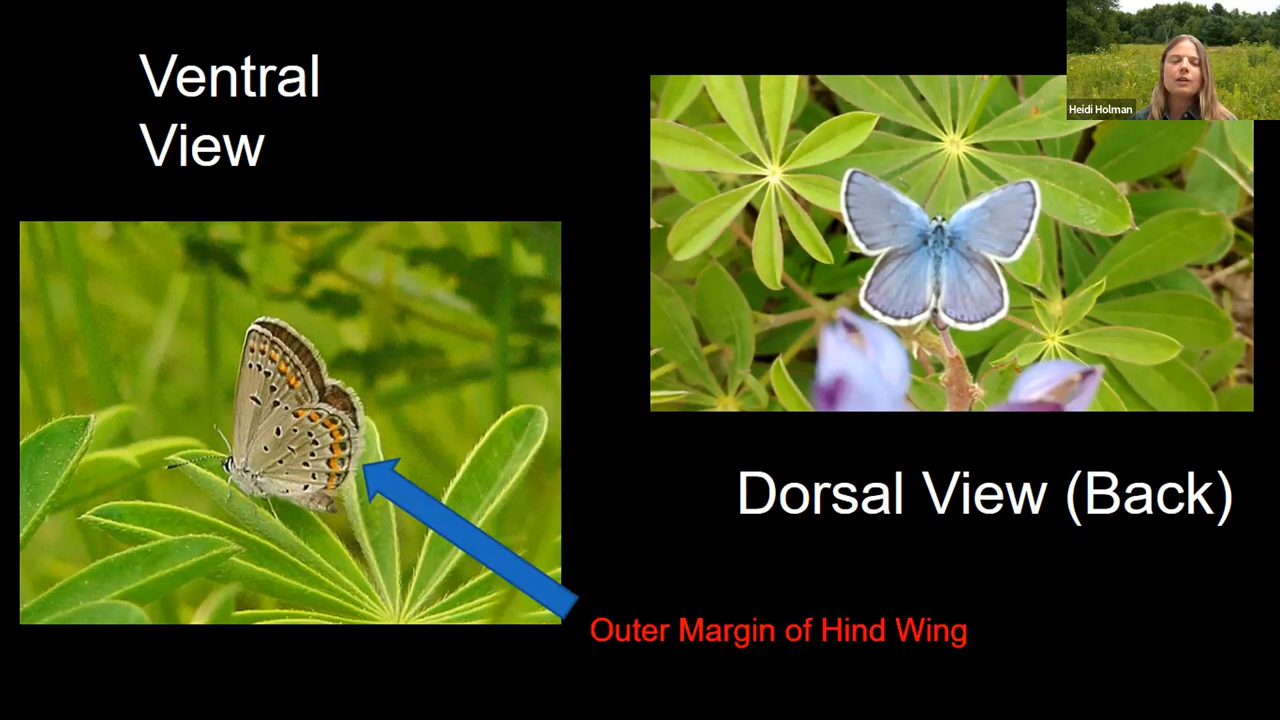 Ventral
View
Heidi Holman
Dorsal View (Back)
Outer Margin of Hind Wing